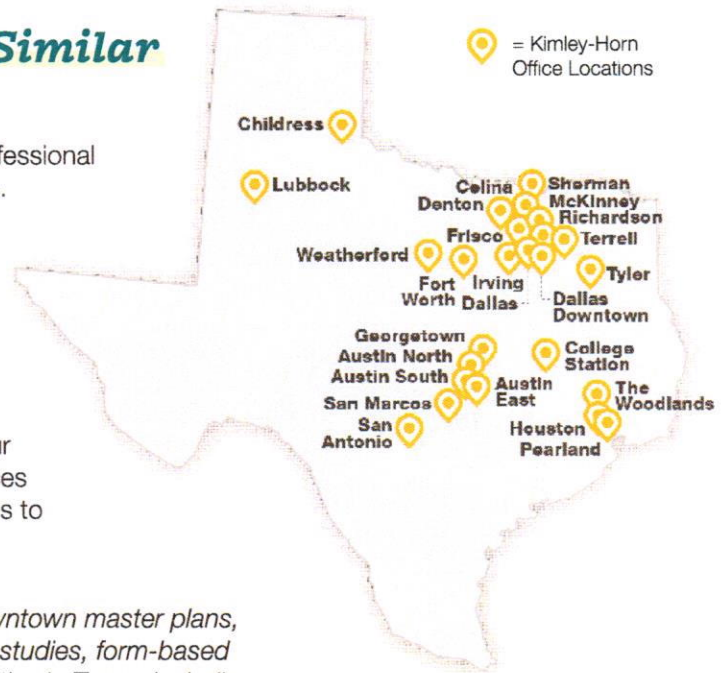 Similar
= Kimley-Horn
Office Locations
fessional
Childress
Lubbock
Celina
Sherman
Denton
McKinney
Richardson
Frisco
Terrell
Weatherford
Tyler
Fort
Worth
Irving
Dallas
Dallas
Downtown
Georgetown
Austin North
Austin South
College
Station
Austin
East
San Marcos
The
Woodlands
San
Antonio
Houston
Pearland
s to
wntown master plans,
studies, form-based